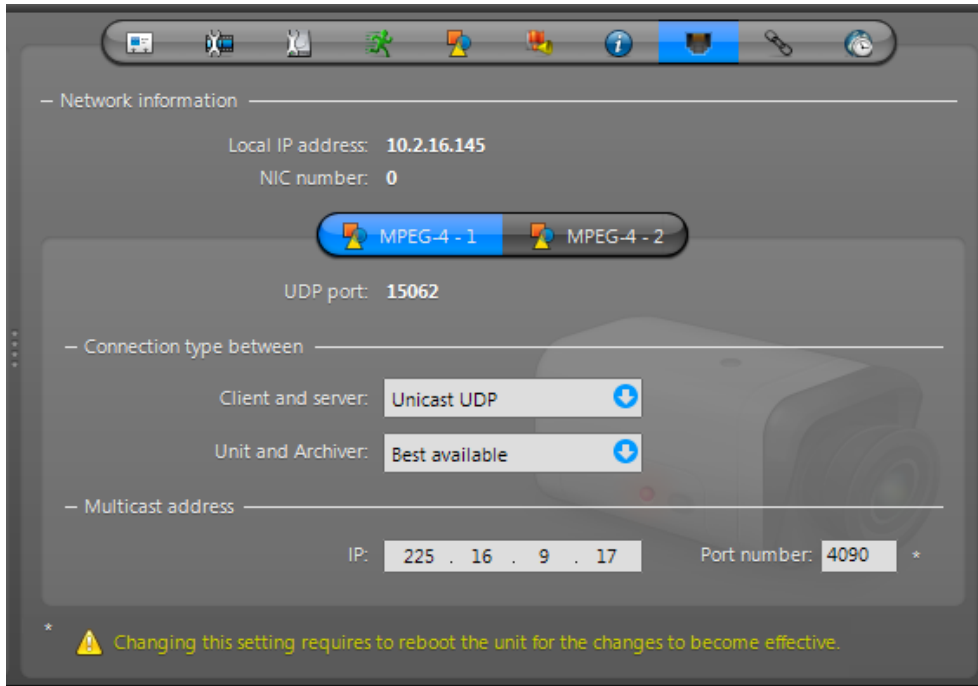 Network information
Local IP address: 10.2.16.145
NIC number: 0
MPEG-4 - 1 MPEG-4 - 2
UDP port: 15062
Connection type between
Client and server: Unicast UDP
Unit and Archiver: Best available
Multicast address
IP: 225 . 16 . 9 . 17 Port number: 4090 *
* Changing this setting requires to reboot the unit for the changes to become effective.